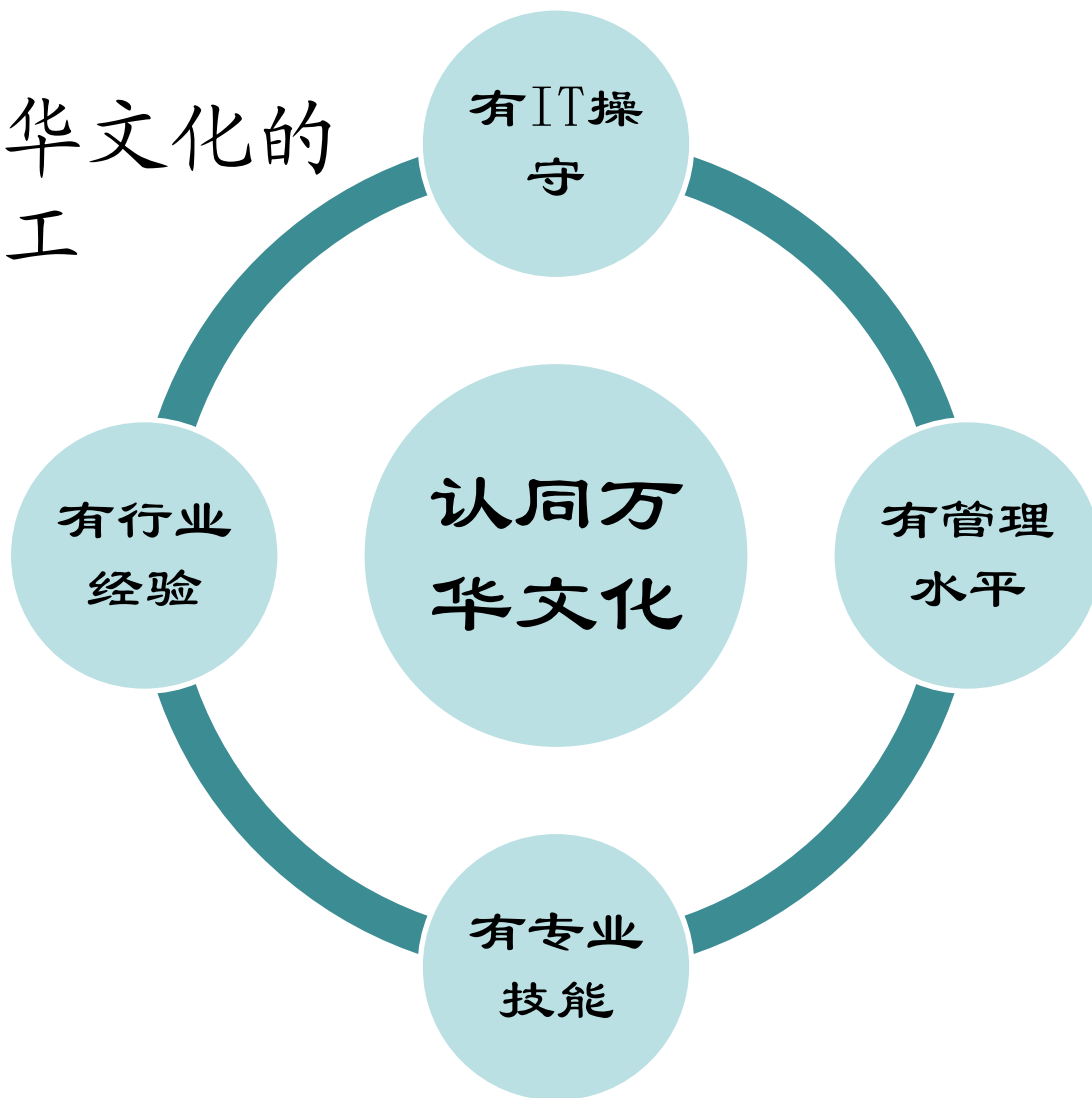 华文化的
工
有IT操
守
有行业
经验
认同万
华文化
有管理
水平
有专业
技能